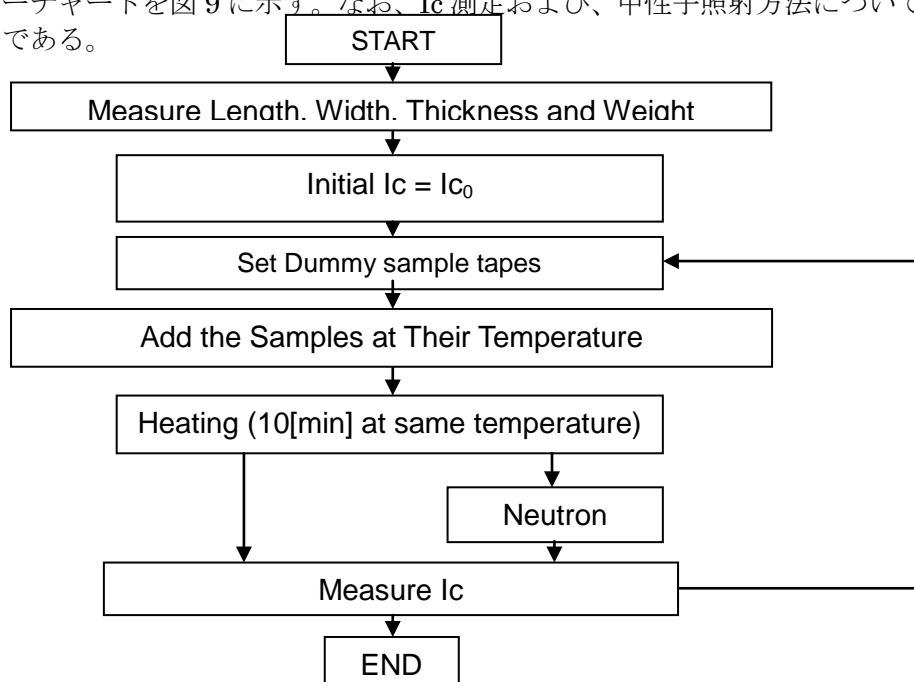 ーチャートを図 9 に示す。なお、Ic 測定および、中性子照射方法について
である。
START
Measure Length, Width, Thickness and Weight
Initial Ic = Ic₀
Set Dummy sample tapes
Add the Samples at Their Temperature
Heating (10[min] at same temperature)
Neutron
Measure Ic
END